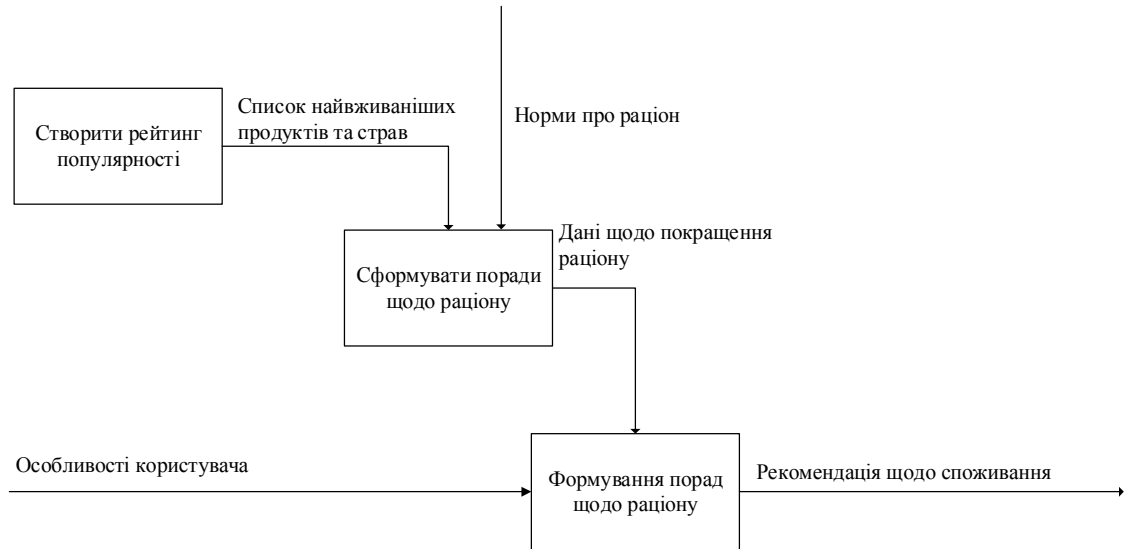 Список найвживаніших
продуктів та страв
Норми про раціон
Створити рейтинг
популярності
Дані щодо покращення
раціону
Сформувати поради
щодо раціону
Особливості користувача
Формування порад
щодо раціону
Рекомендація щодо споживання